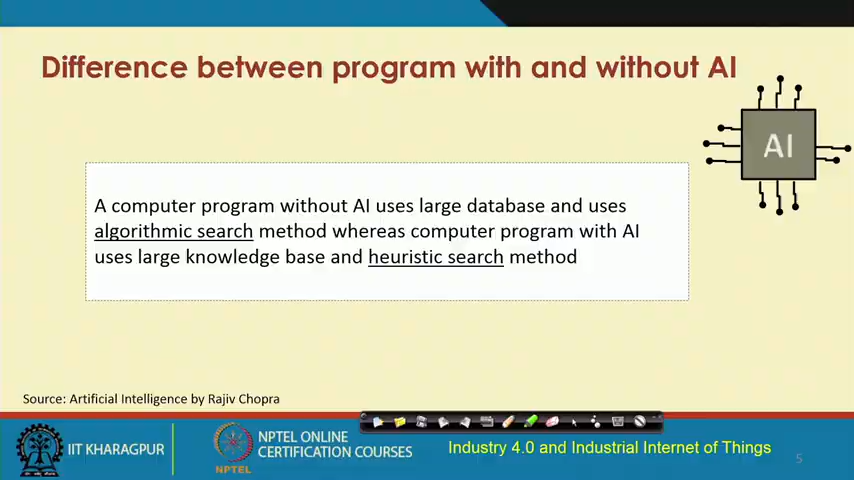 Difference between program with and without AI
AI
A computer program without AI uses large database and uses
algorithmic search method whereas computer program with AI
uses large knowledge base and heuristic search method
Source: Artificial Intelligence by Rajiv Chopra
IIT KHARAGPUR
NPTEL
NPTEL ONLINE
CERTIFICATION COURSES
Industry 4.0 and Industrial Internet of Things
5